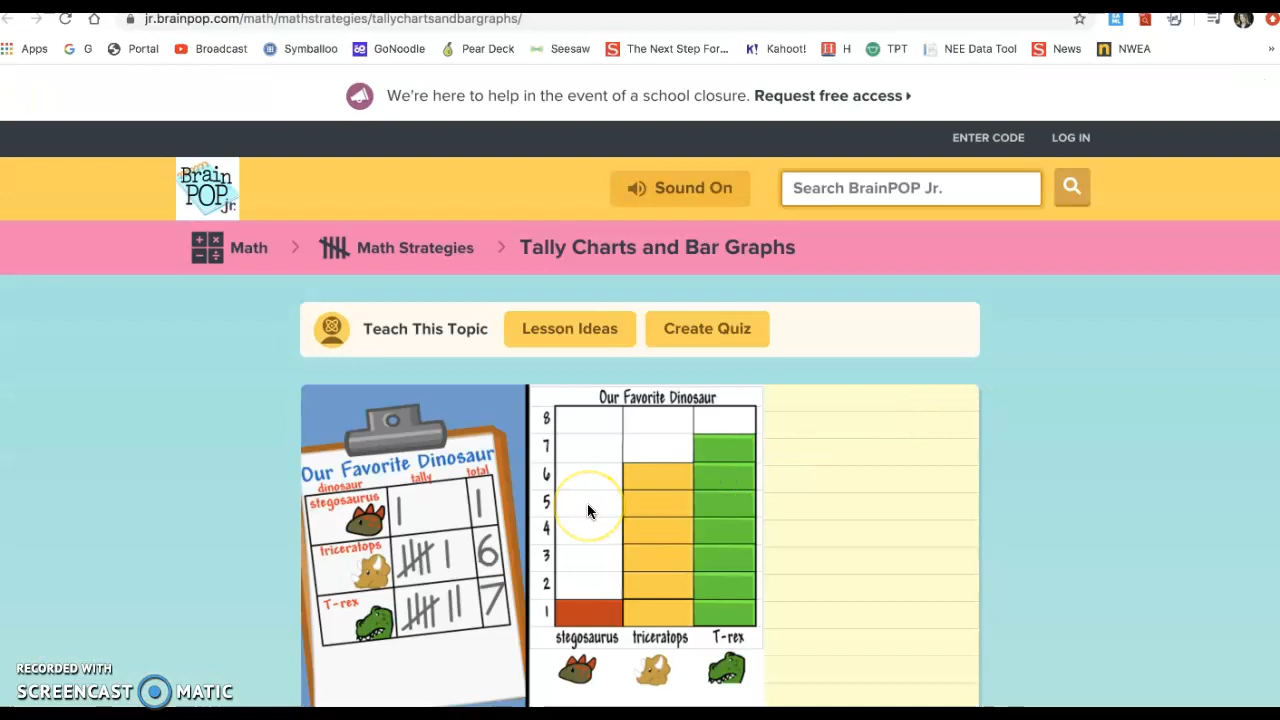 jr.brainpop.com/math/mathstrategies/tallychartsandbargraphs/
Apps G Portal Broadcast Symballoo GoNoodle Pear Deck Seesaw The Next Step For... Kahoot! H TPT NEE Data Tool News NWEA »
We're here to help in the event of a school closure. Request free access
ENTER CODE LOG IN
Brain POP jr.
Sound On
Search BrainPOP Jr.
Math Math Strategies Tally Charts and Bar Graphs
Teach This Topic Lesson Ideas Create Quiz
Our Favorite Dinosaur
dinosaur tally total
stegosaurus 1
triceratops 6
T-rex 7
Our Favorite Dinosaur
8
7
6
5
4
3
2
1
stegosaurus triceratops T-rex
RECORDED WITH
SCREENCAST MATIC